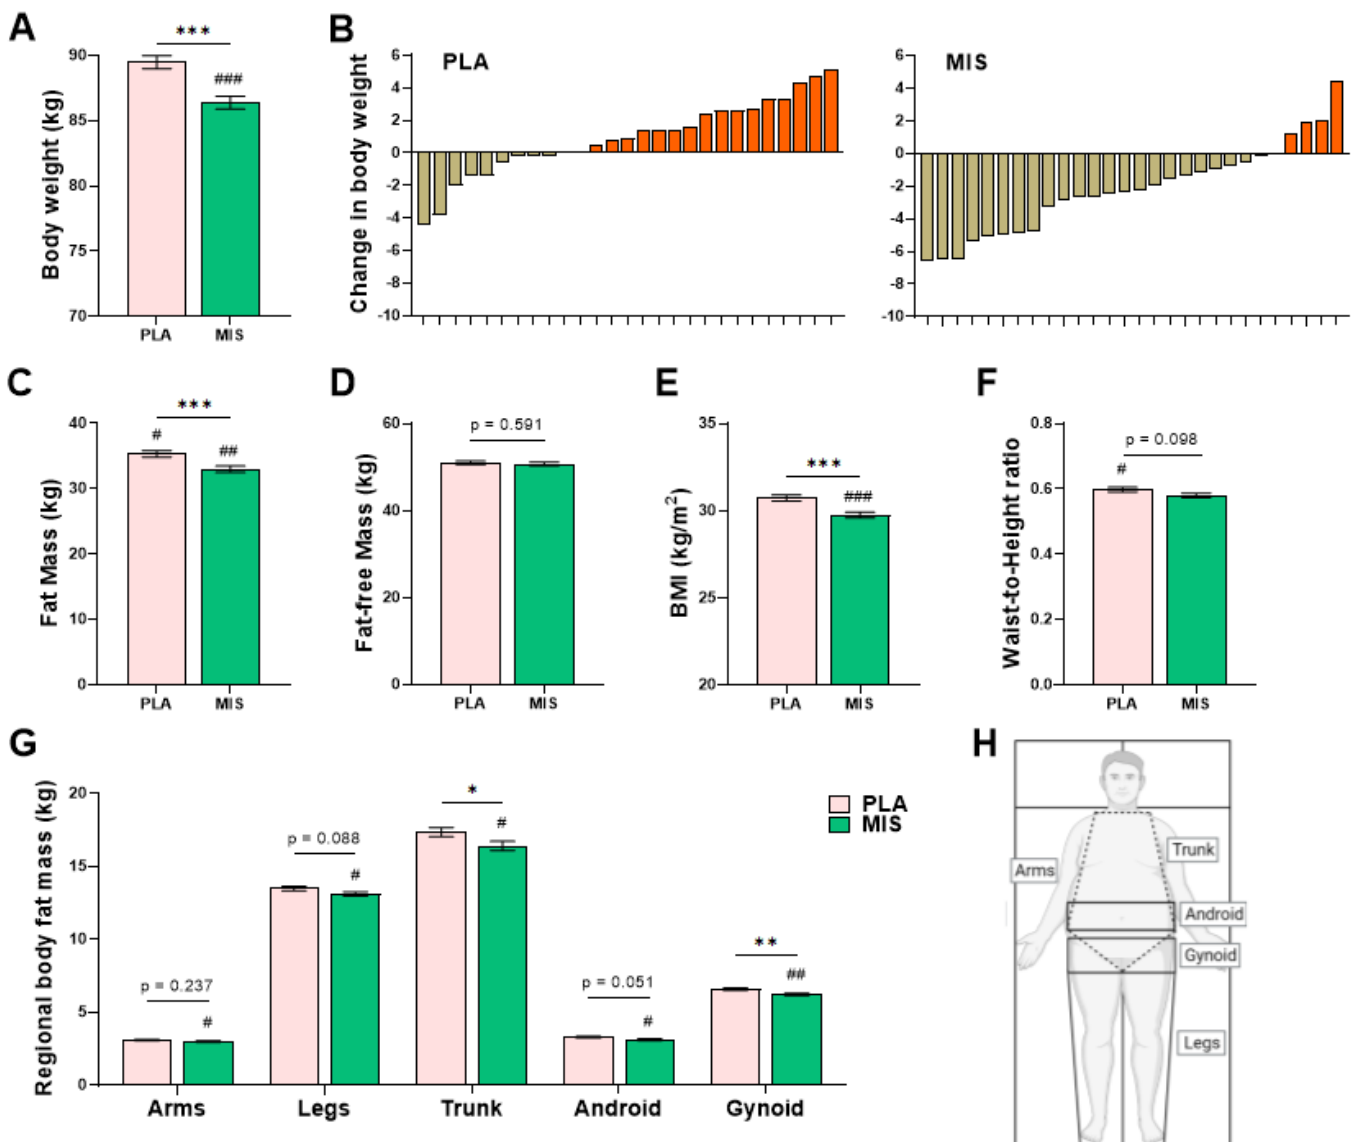 A
***
###
Body weight (kg)
90
85
80
75
70
PLA
MIS
B
Change in body weight
PLA
6
4
2
0
-2
-4
-6
-8
-10
MIS
6
4
2
0
-2
-4
-6
-8
-10
C
***
#
##
Fat Mass (kg)
40
30
20
10
0
PLA
MIS
D
p = 0.591
Fat-free Mass (kg)
60
40
20
0
PLA
MIS
E
***
###
BMI (kg/m²)
35
30
25
20
PLA
MIS
F
p = 0.098
#
Waist-to-Height ratio
0.8
0.6
0.4
0.2
0.0
PLA
MIS
G
Regional body fat mass (kg)
20
15
10
5
0
p = 0.237
#
p = 0.088
#
*
#
p = 0.051
#
**
##
Arms
Legs
Trunk
Android
Gynoid
PLA
MIS
H
Arms
Trunk
Android
Gynoid
Legs